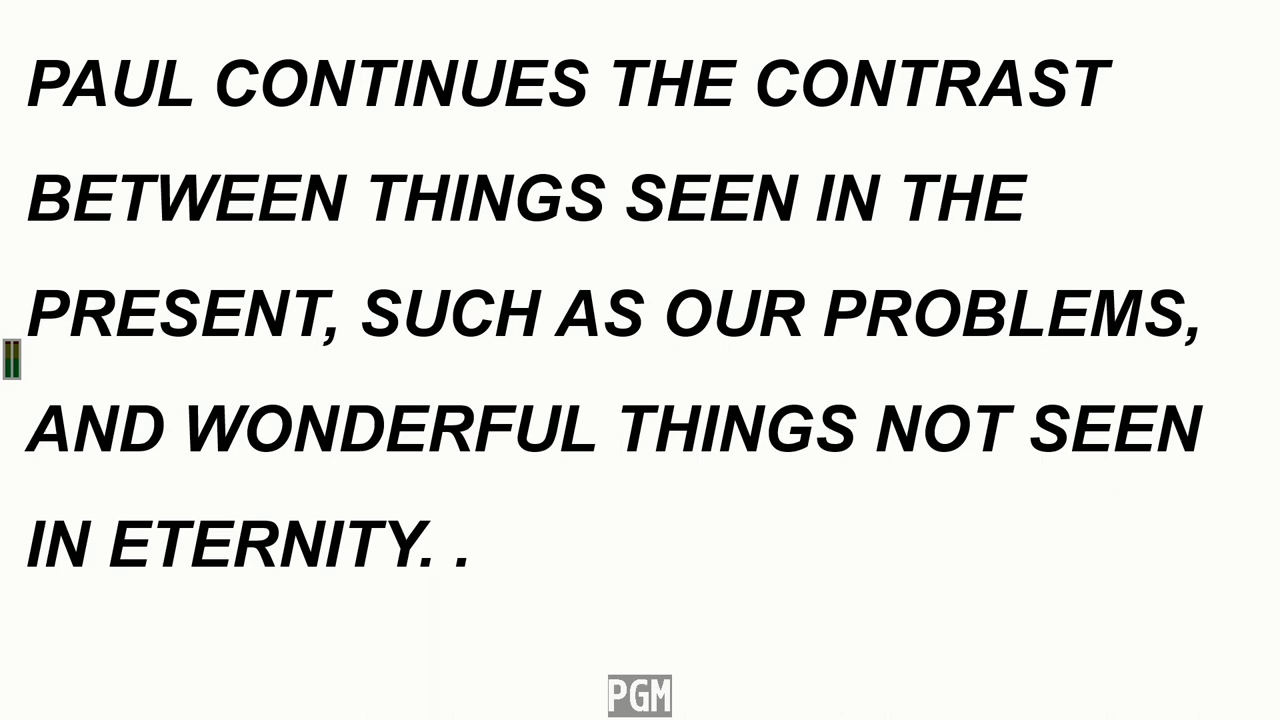 PAUL CONTINUES THE CONTRAST
BETWEEN THINGS SEEN IN THE
PRESENT, SUCH AS OUR PROBLEMS,
AND WONDERFUL THINGS NOT SEEN
IN ETERNITY. .
PGM